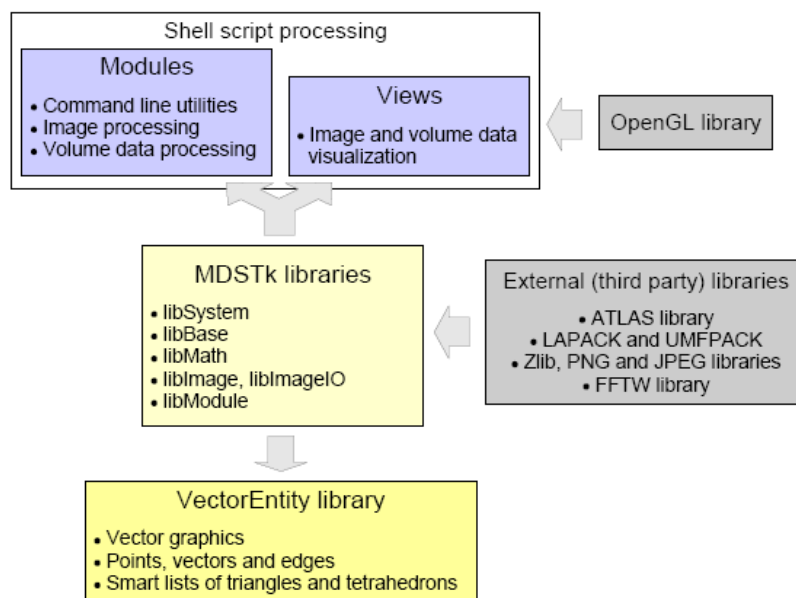 Shell script processing
Modules
• Command line utilities
• Image processing
• Volume data processing
Views
• Image and volume data
visualization
OpenGL library
MDSTk libraries
• libSystem
• libBase
• libMath
• libImage, libImageIO
• libModule
External (third party) libraries
• ATLAS library
• LAPACK and UMFPACK
• Zlib, PNG and JPEG libraries
• FFTW library
VectorEntity library
• Vector graphics
• Points, vectors and edges
• Smart lists of triangles and tetrahedrons